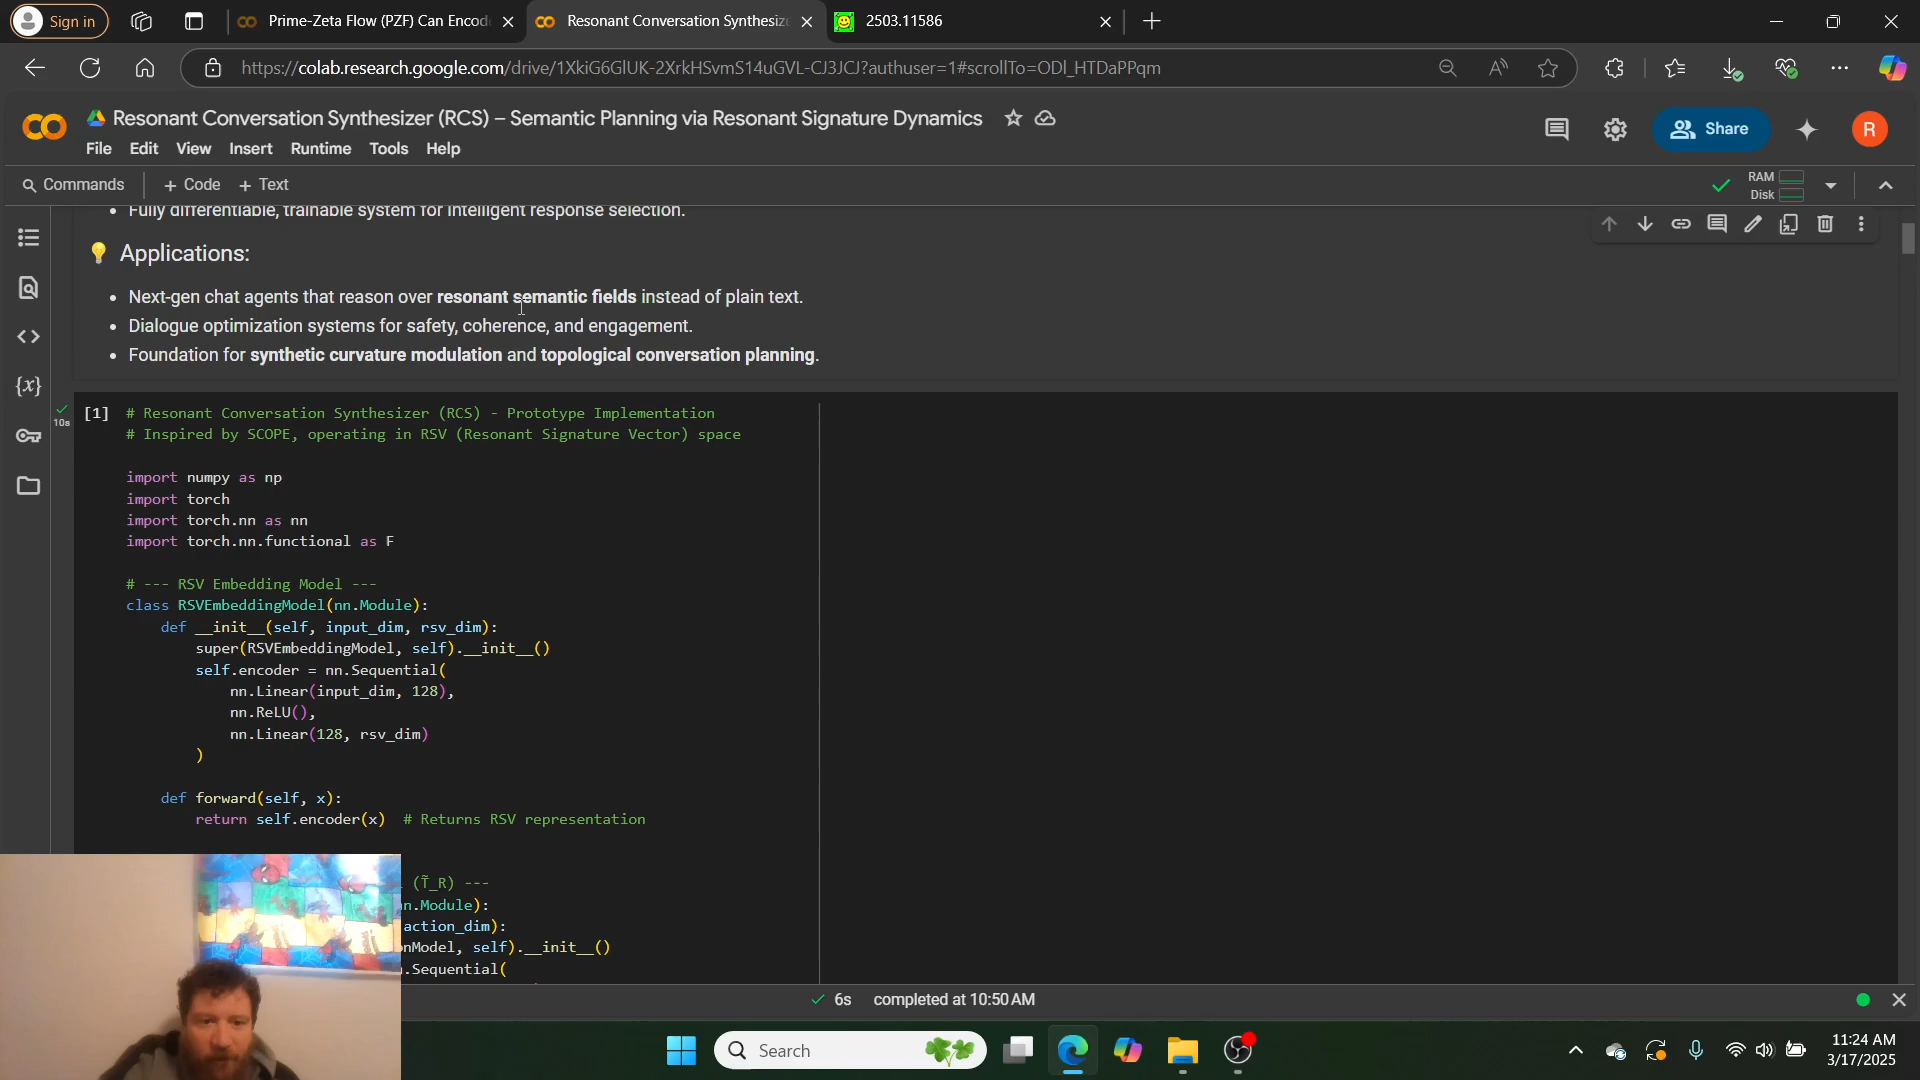 Sign in
Prime-Zeta Flow (PZF) Can Encod
Resonant Conversation Synthesize
2503.11586
https://colab.research.google.com/drive/1XkiG6GlUK-2XrkHSvmS14uGVL-CJ3JCJ?authuser=1#scrollTo=ODl_HTDaPPqm
Resonant Conversation Synthesizer (RCS) – Semantic Planning via Resonant Signature Dynamics
File Edit View Insert Runtime Tools Help
Share
R
Commands + Code + Text
RAM
Disk
• Fully differentiable, trainable system for intelligent response selection.
Applications:
• Next-gen chat agents that reason over resonant semantic fields instead of plain text.
• Dialogue optimization systems for safety, coherence, and engagement.
• Foundation for synthetic curvature modulation and topological conversation planning.
10s
[1] # Resonant Conversation Synthesizer (RCS) - Prototype Implementation
# Inspired by SCOPE, operating in RSV (Resonant Signature Vector) space
import numpy as np
import torch
import torch.nn as nn
import torch.nn.functional as F
# --- RSV Embedding Model ---
class RSVEmbeddingModel(nn.Module):
def __init__(self, input_dim, rsv_dim):
super(RSVEmbeddingModel, self).__init__()
self.encoder = nn.Sequential(
nn.Linear(input_dim, 128),
nn.ReLU(),
nn.Linear(128, rsv_dim)
)
def forward(self, x):
return self.encoder(x) # Returns RSV representation
(T̃_R) ---
n.Module):
action_dim):
nModel, self).__init__()
.Sequential(
6s completed at 10:50 AM
Search
11:24 AM
3/17/2025